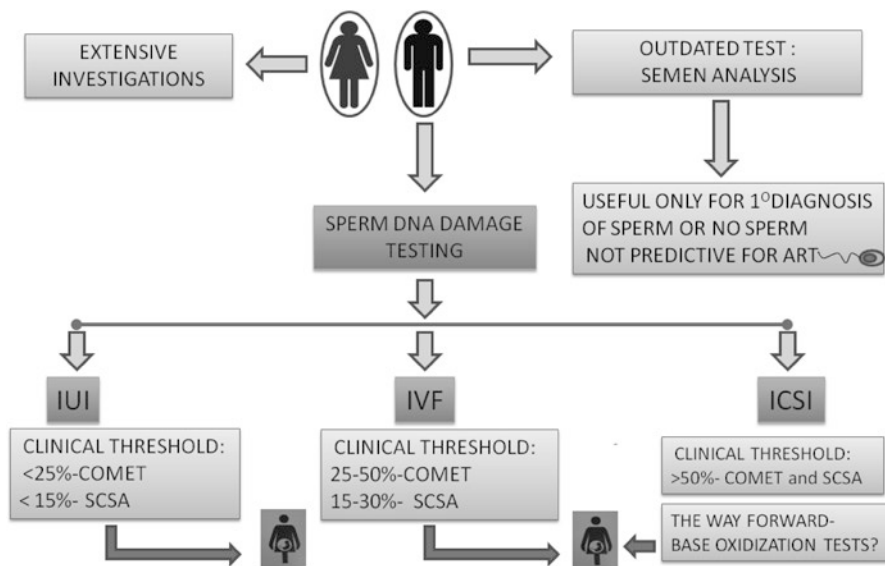 EXTENSIVE
INVESTIGATIONS
OUTDATED TEST :
SEMEN ANALYSIS
USEFUL ONLY FOR 1⁰DIAGNOSIS
OF SPERM OR NO SPERM
NOT PREDICTIVE FOR ART
SPERM DNA DAMAGE
TESTING
IUI
IVF
ICSI
CLINICAL THRESHOLD:
<25%-COMET
< 15%- SCSA
CLINICAL THRESHOLD:
25-50%-COMET
15-30%- SCSA
CLINICAL THRESHOLD:
>50%- COMET and SCSA
THE WAY FORWARD-
BASE OXIDIZATION TESTS?